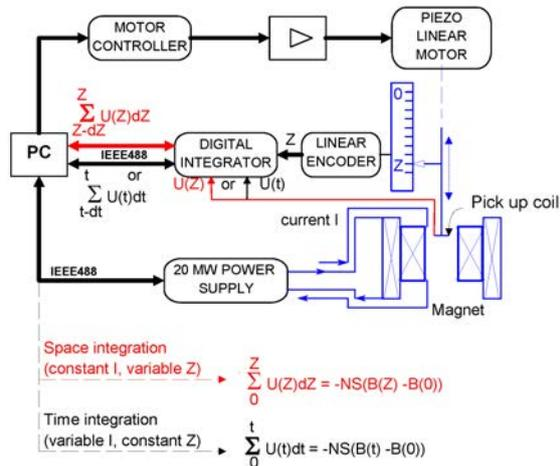 MOTOR
CONTROLLER
PIEZO
LINEAR
MOTOR
Z
Σ U(Z)dZ
Z-dZ
PC
IEEE488
t or
Σ U(t)dt
t-dt
DIGITAL
INTEGRATOR
Z
LINEAR
ENCODER
0
Z
U(Z) or U(t)
current I
Pick up coil
IEEE488
20 MW POWER
SUPPLY
Magnet
Space integration
(constant I, variable Z)
Z
Σ U(Z)dZ = -NS(B(Z) -B(0))
0
Time integration
(variable I, constant Z)
t
Σ U(t)dt = -NS(B(t) -B(0))
0